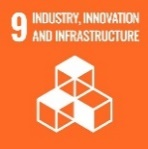 9 INDUSTRY, INNOVATION
AND INFRASTRUCTURE